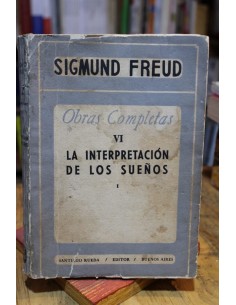 SIGMUND FREUD
Obras Completas
VI
LA INTERPRETACIÓN
DE LOS SUEÑOS
I
SANTIAGO RUEDA / EDITOR / BUENOS AIRES